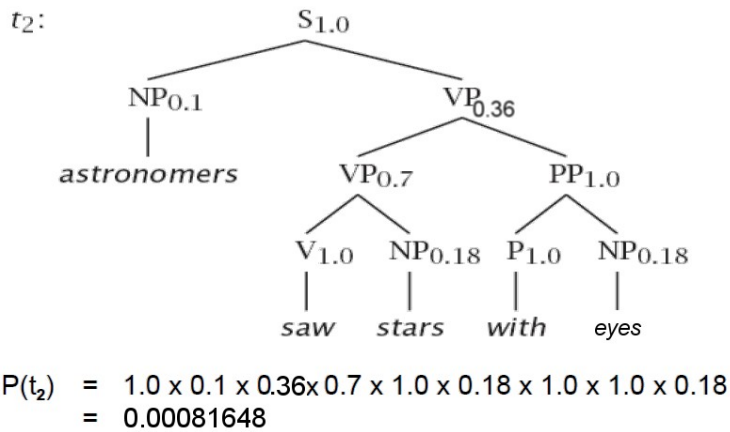 t2: S1.0
NP0.1 VP0.36
astronomers VP0.7 PP1.0
V1.0 NP0.18 P1.0 NP0.18
saw stars with eyes
P(t2) = 1.0 x 0.1 x 0.36x 0.7 x 1.0 x 0.18 x 1.0 x 1.0 x 0.18
= 0.00081648